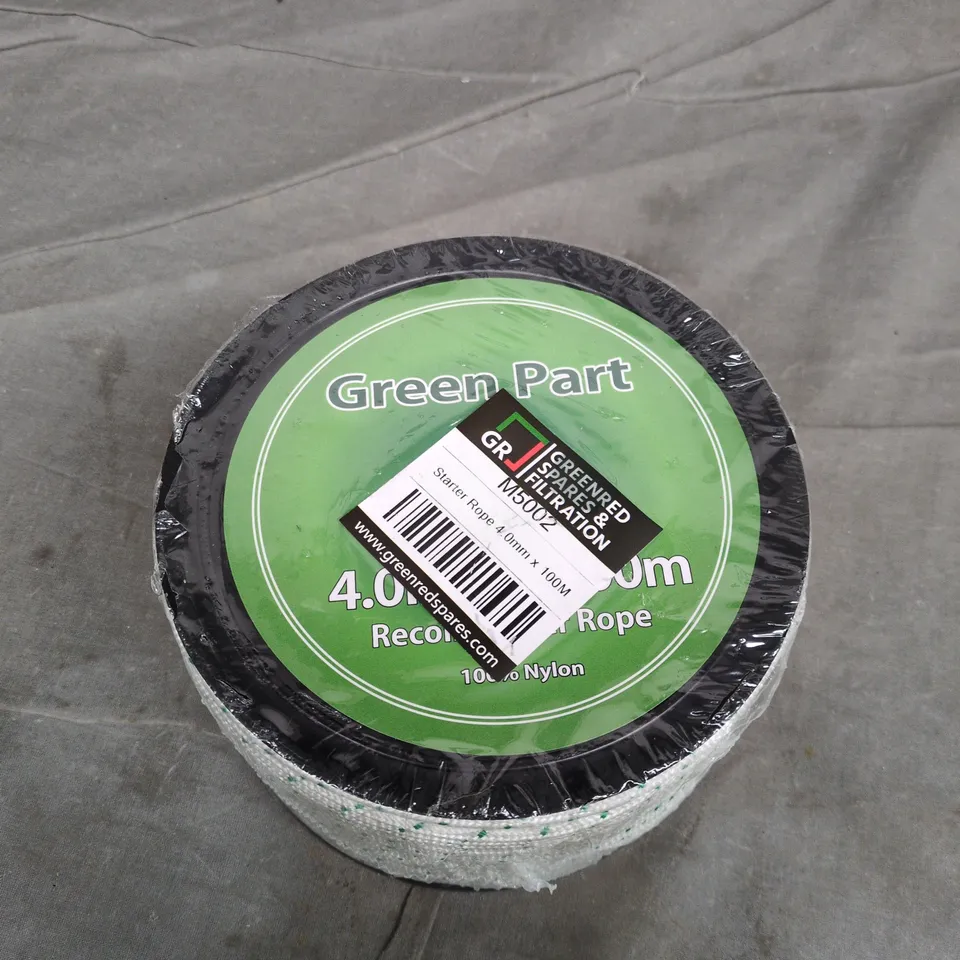 Green Part
GR
GREENRED
SPARES &
FILTRATION
M5002
Starter Rope 4.0mm x 100M
www.greenredspares.com
4.0
0m
Recoi
Rope
100% Nylon